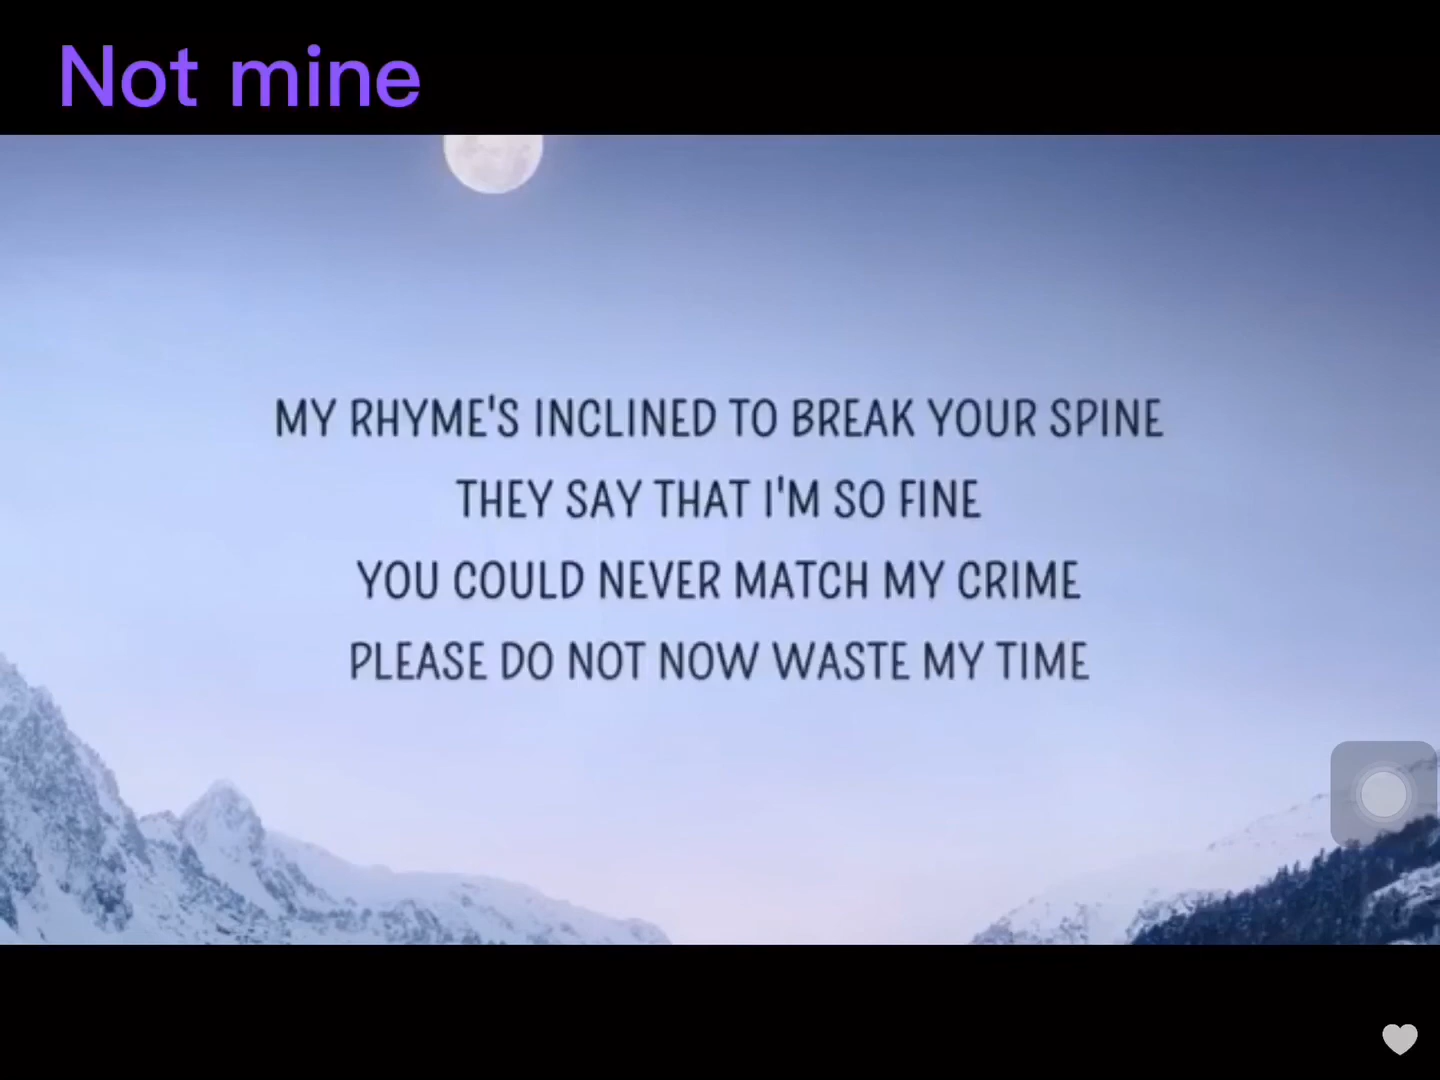 Not mine
MY RHYME'S INCLINED TO BREAK YOUR SPINE
THEY SAY THAT I'M SO FINE
YOU COULD NEVER MATCH MY CRIME
PLEASE DO NOT NOW WASTE MY TIME